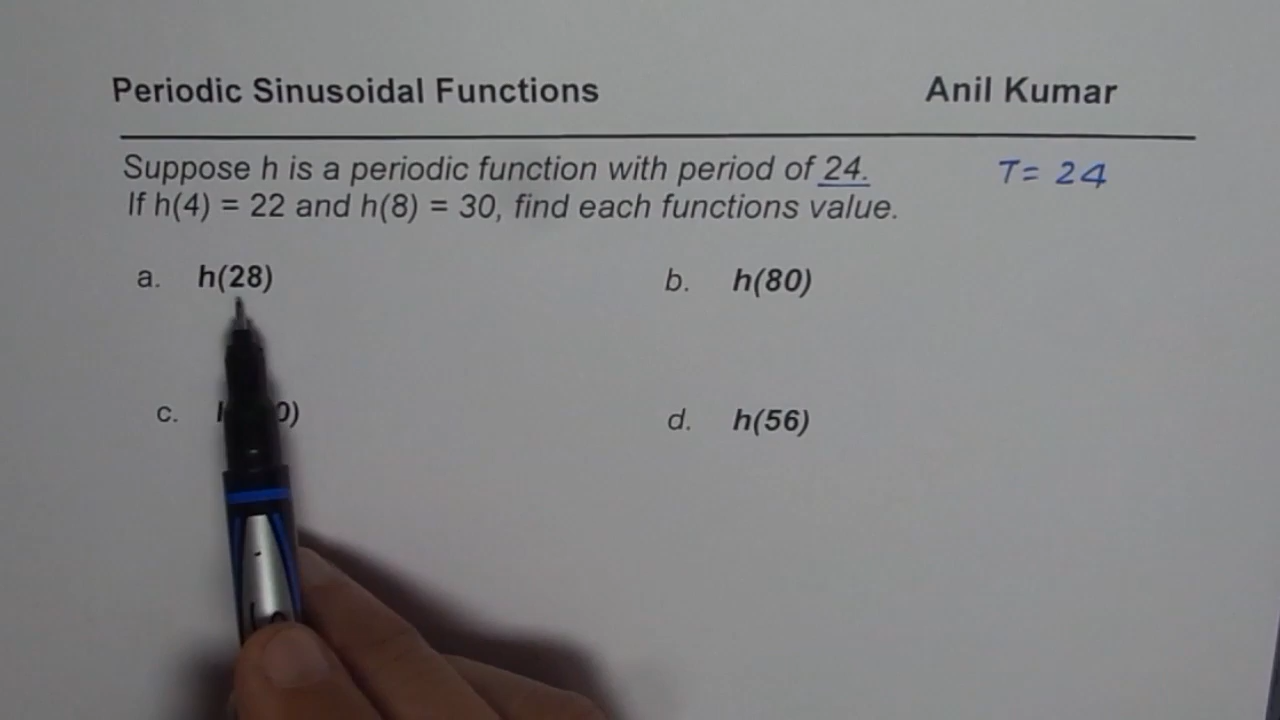 Periodic Sinusoidal Functions Anil Kumar
Suppose h is a periodic function with period of 24. T = 24
If h(4) = 22 and h(8) = 30, find each functions value.
a. h(28) b. h(80)
c. 0) d. h(56)